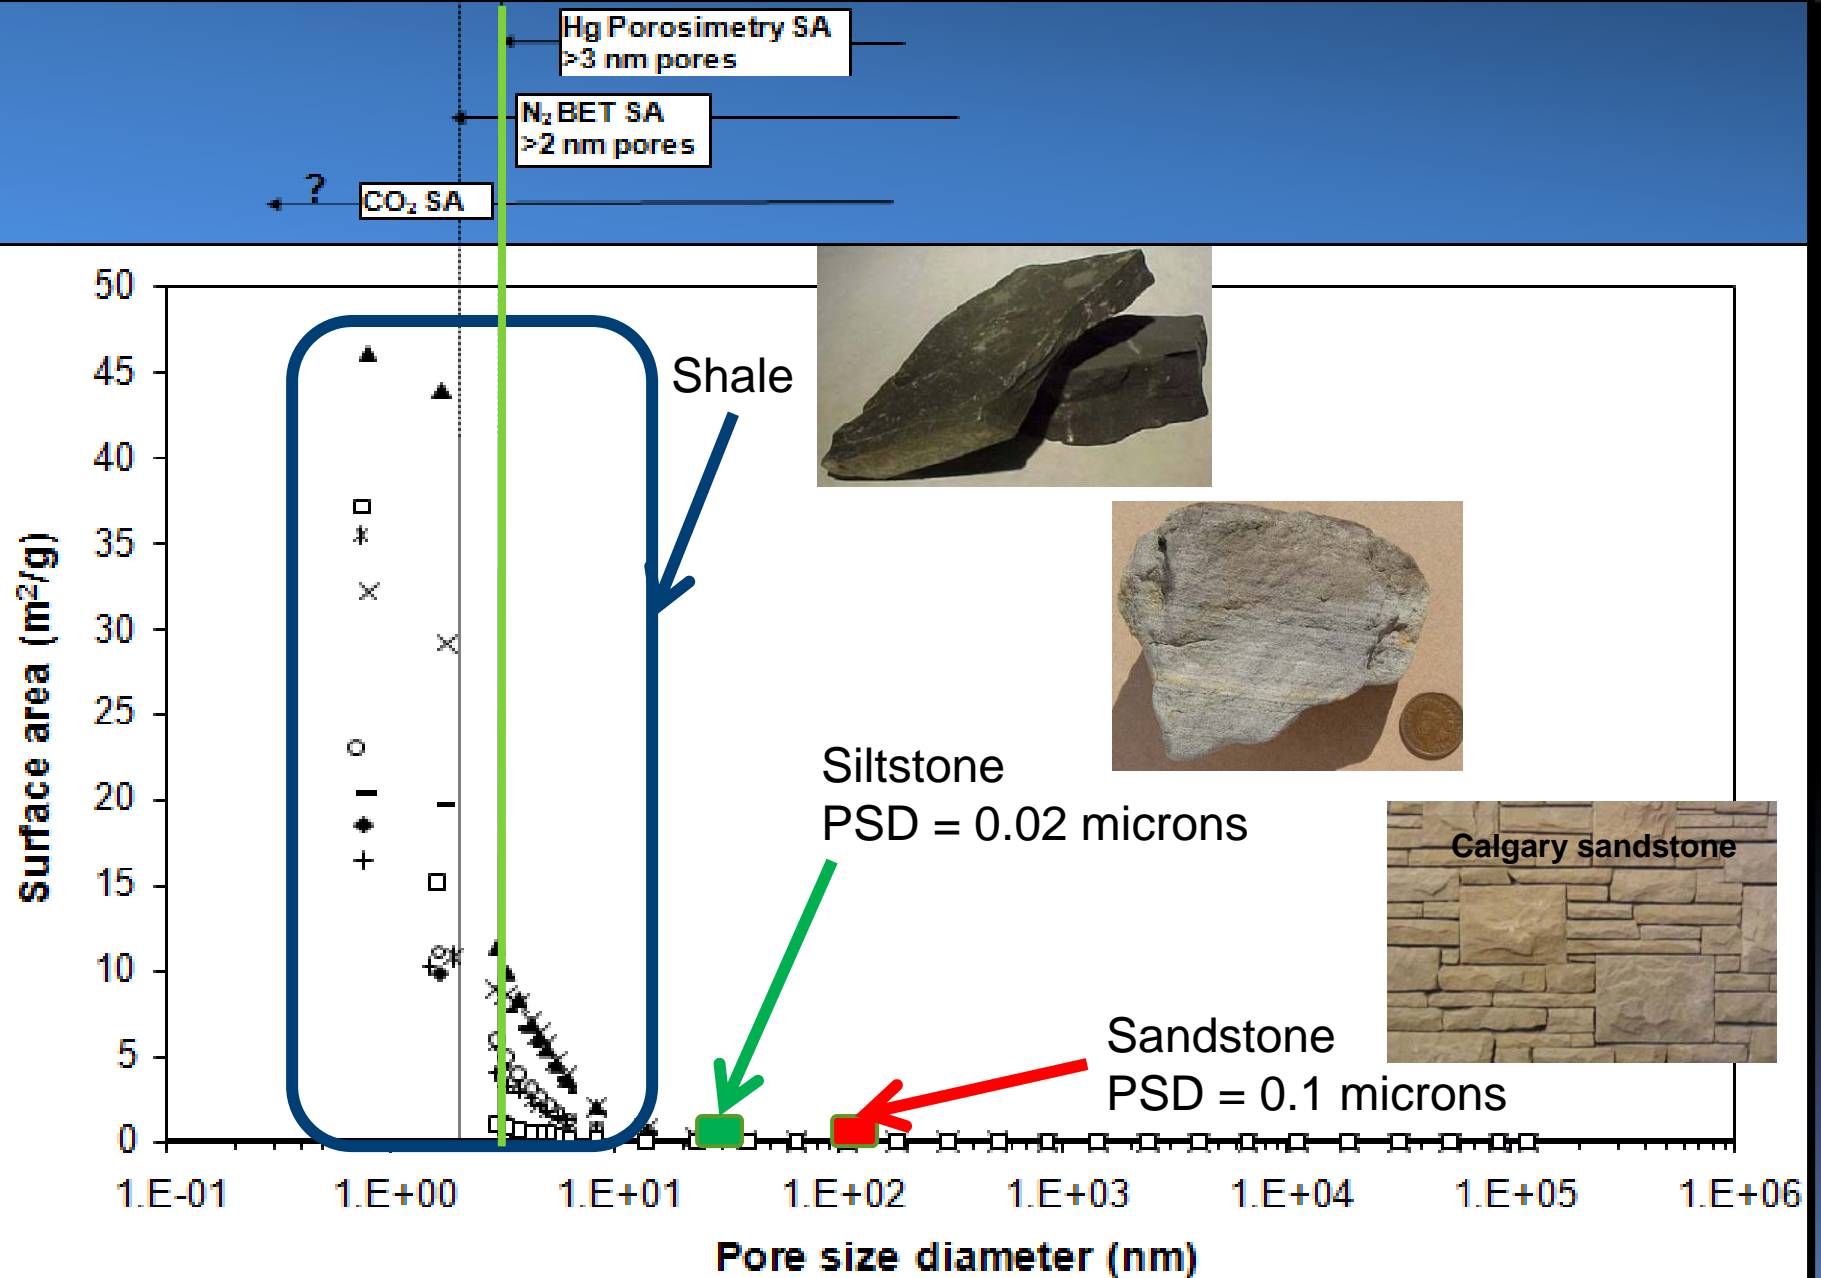 Hg Porosimetry SA
>3 nm pores
N₂ BET SA
>2 nm pores
?
CO₂ SA
50
45
40
35
30
25
20
15
10
5
0
Surface area (m²/g)
Shale
Siltstone
PSD = 0.02 microns
Calgary sandstone
Sandstone
PSD = 0.1 microns
1.E-01 1.E+00 1.E+01 1.E+02 1.E+03 1.E+04 1.E+05 1.E+06
Pore size diameter (nm)